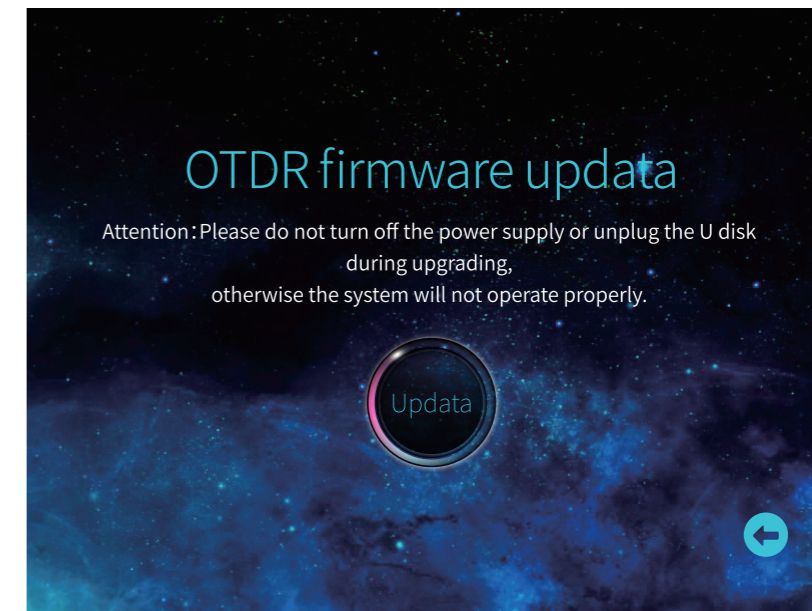 OTDR firmware updata
Attention：Please do not turn off the power supply or unplug the U disk
during upgrading,
otherwise the system will not operate properly.
Updata